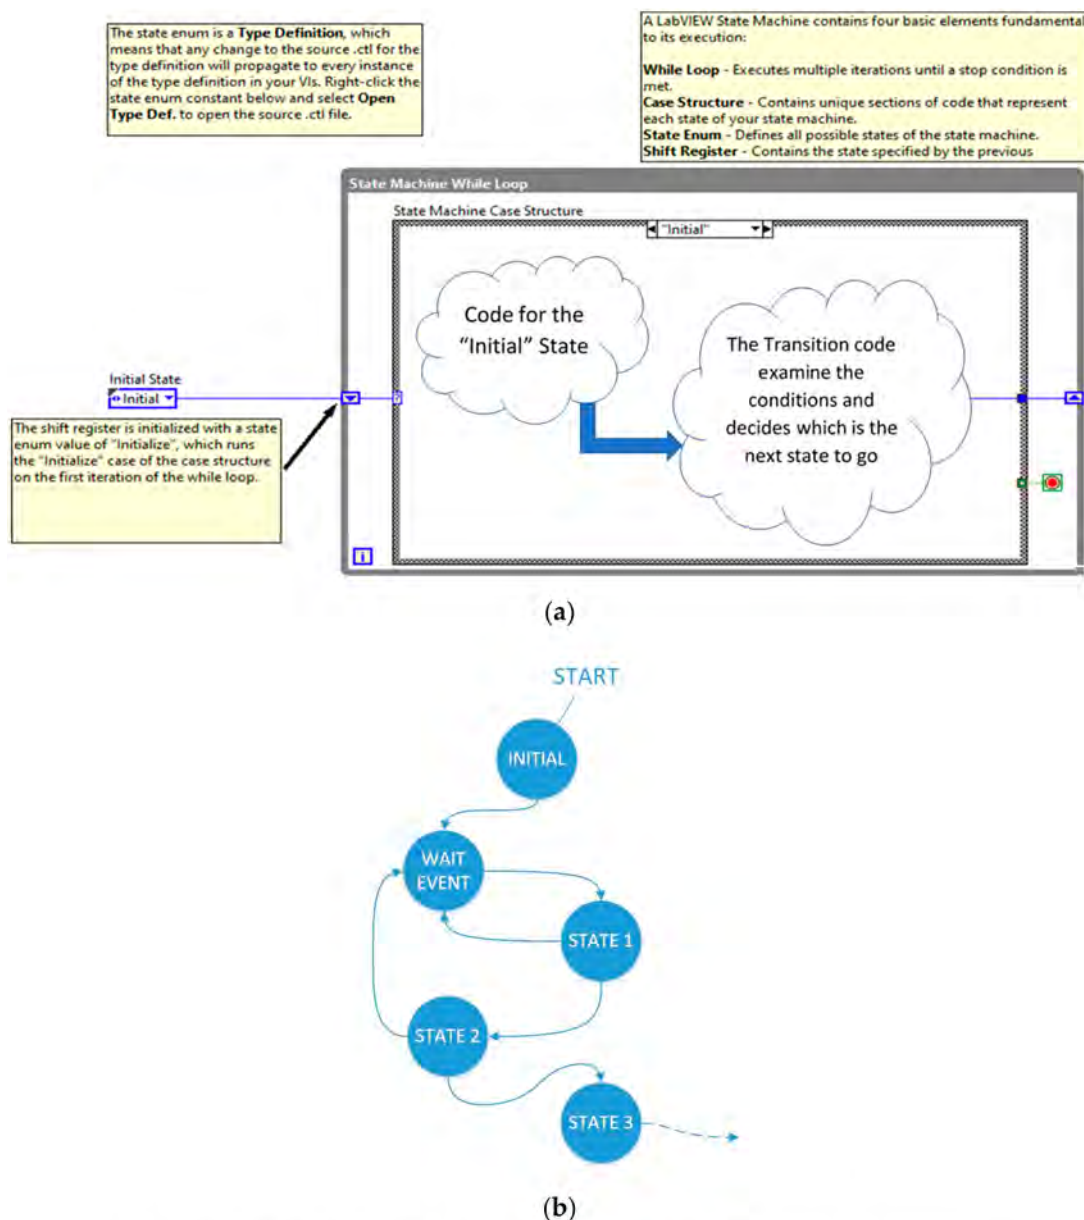 The state enum is a Type Definition, which
means that any change to the source .ctl for the
type definition will propagate to every instance
of the type definition in your VIs. Right-click the
state enum constant below and select Open
Type Def. to open the source .ctl file.
A LabVIEW State Machine contains four basic elements fundamental
to its execution:
While Loop - Executes multiple iterations until a stop condition is
met.
Case Structure - Contains unique sections of code that represent
each state of your state machine.
State Enum - Defines all possible states of the state machine.
Shift Register - Contains the state specified by the previous
State Machine While Loop
State Machine Case Structure
"Initial"
Code for the
“Initial” State
The Transition code
examine the
conditions and
decides which is the
next state to go
Initial State
Initial
The shift register is initialized with a state
enum value of "Initialize", which runs
the "Initialize" case of the case structure
on the first iteration of the while loop.
i
(a)
START
INITIAL
WAIT
EVENT
STATE 1
STATE 2
STATE 3
(b)